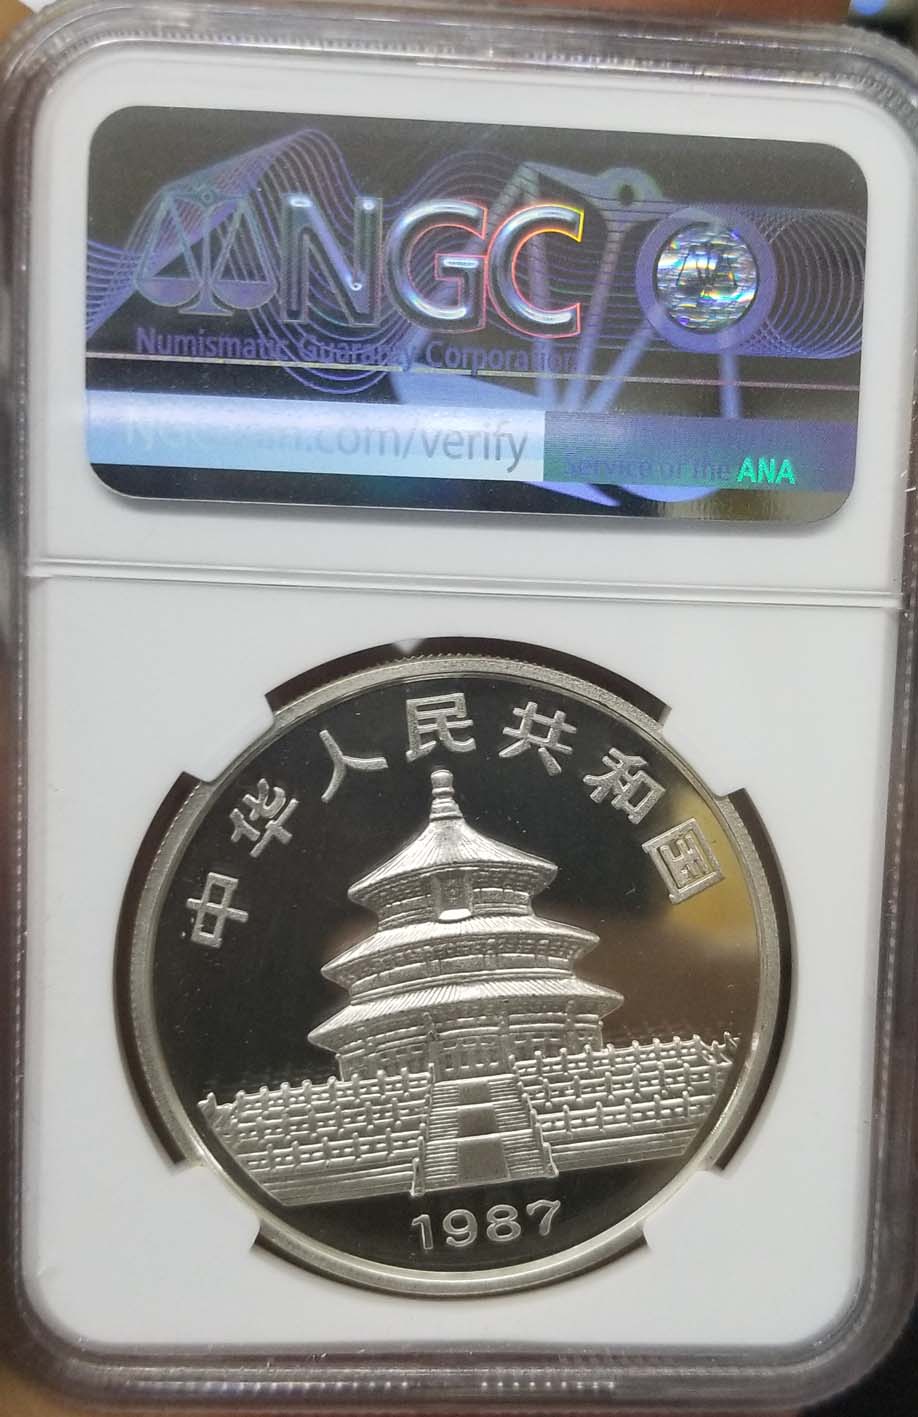 NGC
Numismatic Guaranty Corporation
.com/verify
Service of the ANA
中华人民共和国
1987